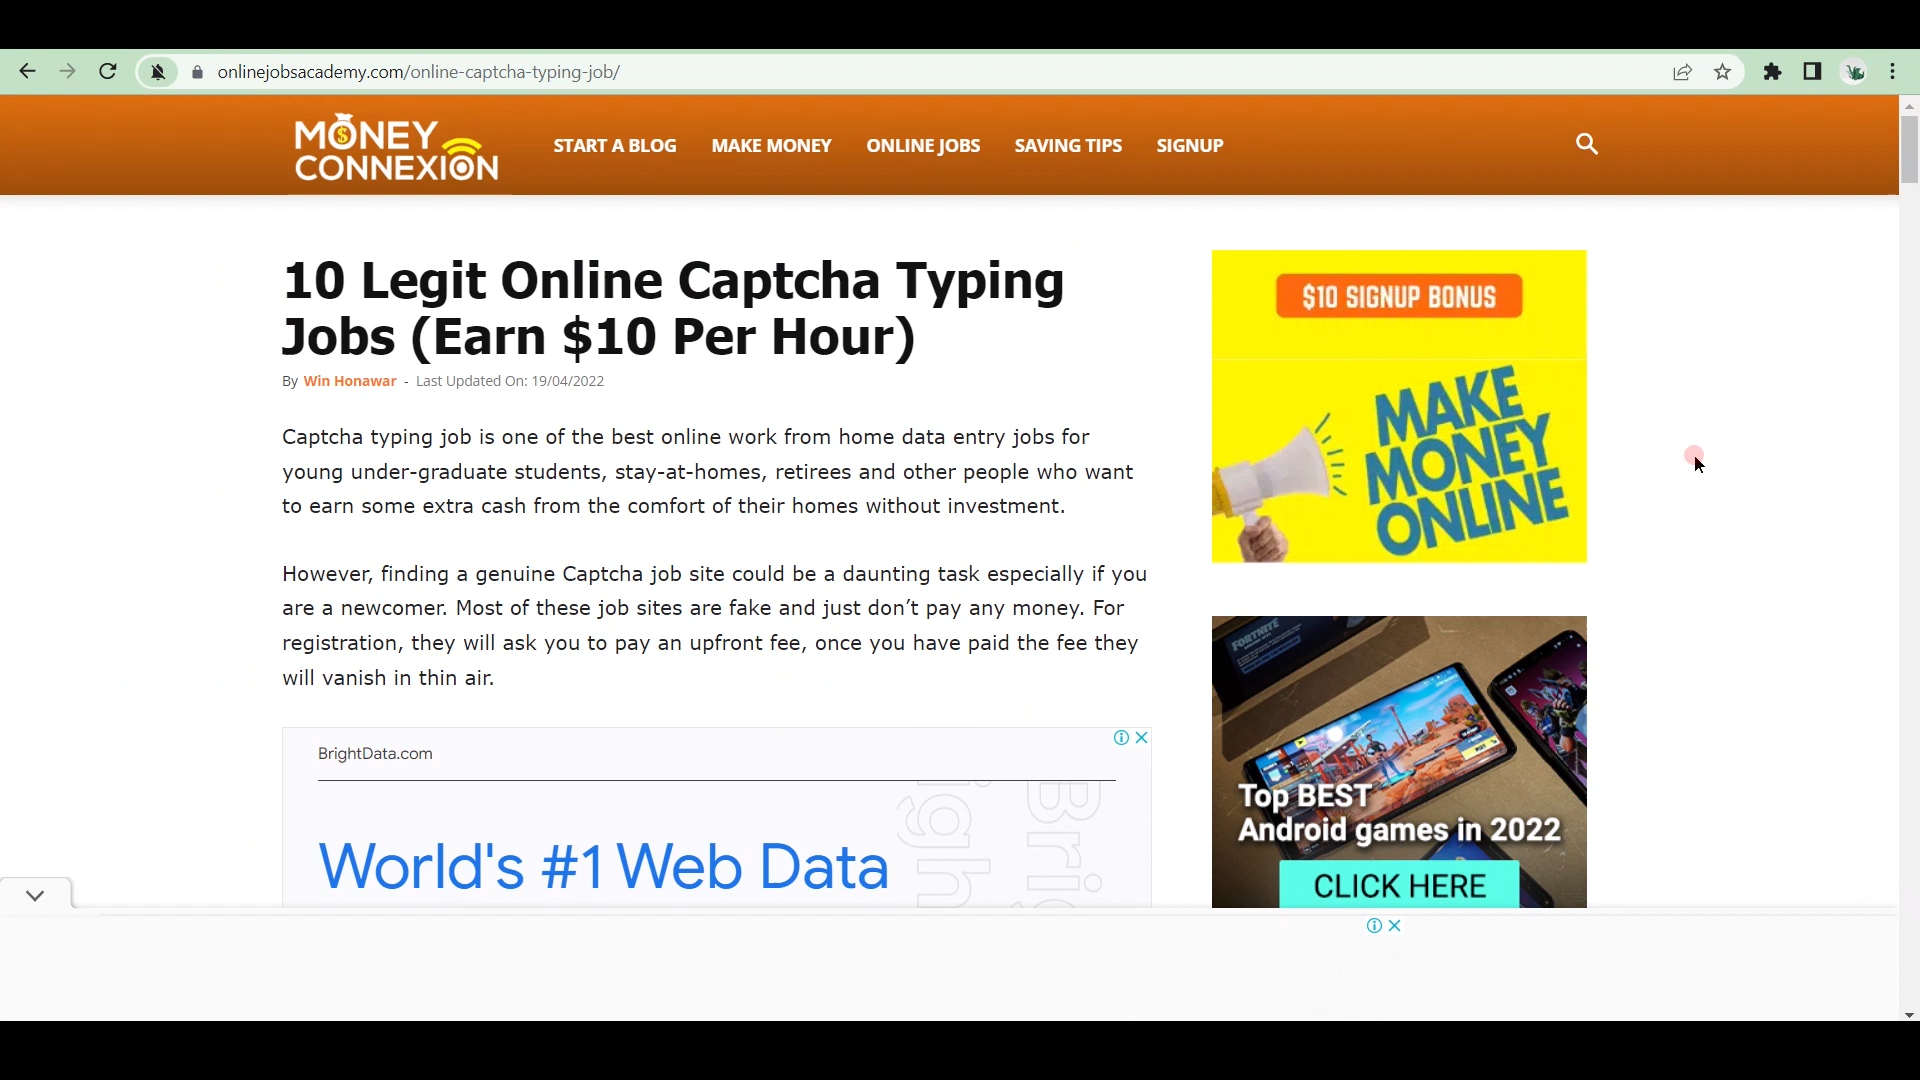 onlinejobsacademy.com/online-captcha-typing-job/
MONEY
CONNEXION
START A BLOG
MAKE MONEY
ONLINE JOBS
SAVING TIPS
SIGNUP
10 Legit Online Captcha Typing
Jobs (Earn $10 Per Hour)
By Win Honawar - Last Updated On: 19/04/2022
Captcha typing job is one of the best online work from home data entry jobs for
young under-graduate students, stay-at-homes, retirees and other people who want
to earn some extra cash from the comfort of their homes without investment.
However, finding a genuine Captcha job site could be a daunting task especially if you
are a newcomer. Most of these job sites are fake and just don’t pay any money. For
registration, they will ask you to pay an upfront fee, once you have paid the fee they
will vanish in thin air.
BrightData.com
World's #1 Web Data
Bri
igh
$10 SIGNUP BONUS
MAKE
MONEY
ONLINE
FORTNITE
Top BEST
Android games in 2022
CLICK HERE